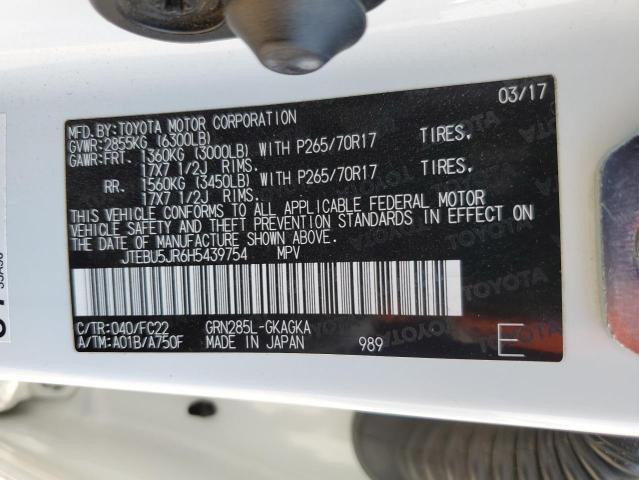 MFD.BY:TOYOTA MOTOR CORPORATION 03/17
GVWR:2855KG (6300LB)
GAWR:FRT. 1360KG (3000LB) WITH P265/70R17 TIRES,
17X7 1/2J RIMS.
RR. 1560KG (3450LB) WITH P265/70R17 TIRES,
17X7 1/2J RIMS.
THIS VEHICLE CONFORMS TO ALL APPLICABLE FEDERAL MOTOR
VEHICLE SAFETY AND THEFT PREVENTION STANDARDS IN EFFECT ON
THE DATE OF MANUFACTURE SHOWN ABOVE.
JTEBU5JR6H5439754 MPV
C/TR:040/FC22 GRN285L-GKAGKA
A/TM:A01B/A750F MADE IN JAPAN 989 E